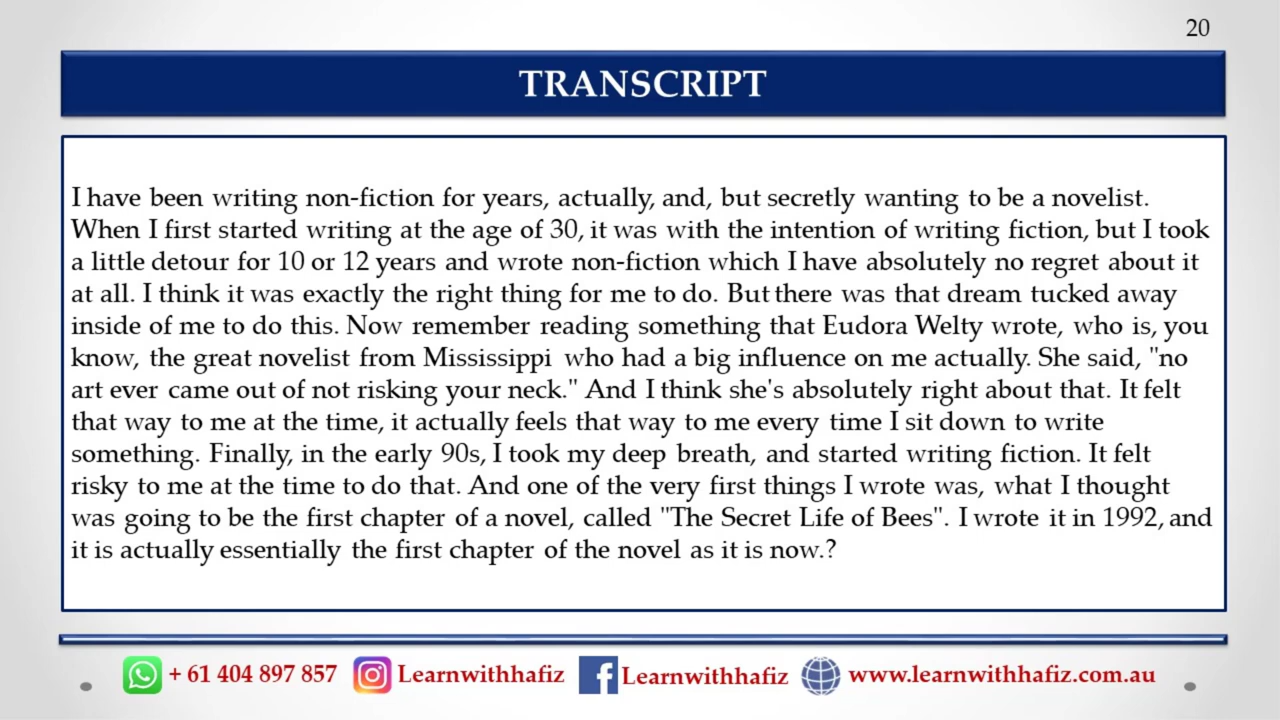 20
TRANSCRIPT
I have been writing non-fiction for years, actually, and, but secretly wanting to be a novelist.
When I first started writing at the age of 30, it was with the intention of writing fiction, but I took
a little detour for 10 or 12 years and wrote non-fiction which I have absolutely no regret about it
at all. I think it was exactly the right thing for me to do. But there was that dream tucked away
inside of me to do this. Now remember reading something that Eudora Welty wrote, who is, you
know, the great novelist from Mississippi who had a big influence on me actually. She said, "no
art ever came out of not risking your neck." And I think she's absolutely right about that. It felt
that way to me at the time, it actually feels that way to me every time I sit down to write
something. Finally, in the early 90s, I took my deep breath, and started writing fiction. It felt
risky to me at the time to do that. And one of the very first things I wrote was, what I thought
was going to be the first chapter of a novel, called "The Secret Life of Bees". I wrote it in 1992, and
it is actually essentially the first chapter of the novel as it is now.?
+ 61 404 897 857 Learnwithhafiz Learnwithhafiz www.learnwithhafiz.com.au